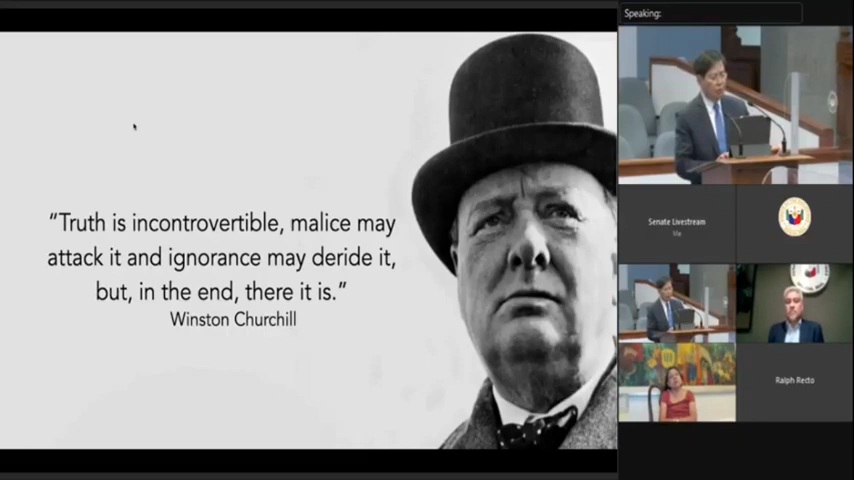 Speaking:
“Truth is incontrovertible, malice may
attack it and ignorance may deride it,
but, in the end, there it is.”
Winston Churchill
Senate Livestream
Me
Ralph Recto